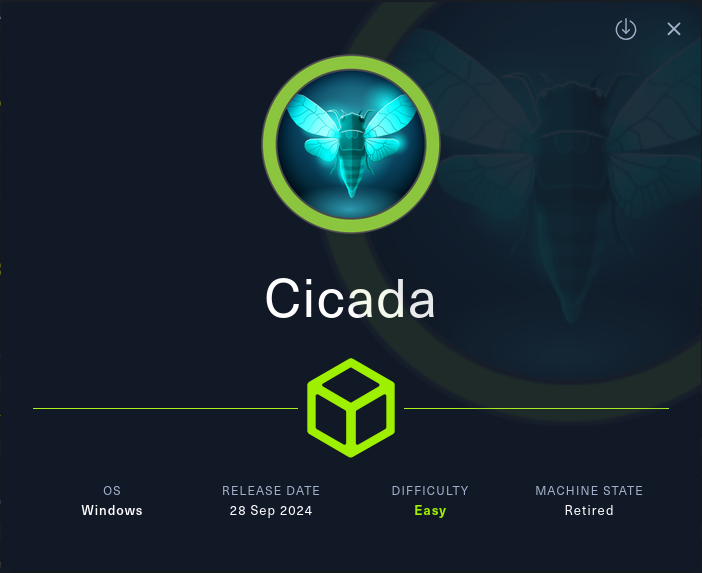 Cicada
OS
Windows
RELEASE DATE
28 Sep 2024
DIFFICULTY
Easy
MACHINE STATE
Retired